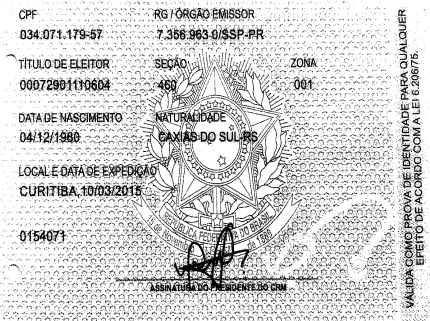 CPF RG / ÓRGÃO EMISSOR
034.071.179-57 7.356.963 0/SSP-PR
TÍTULO DE ELEITOR SEÇÃO ZONA
00072901110604 460 001
DATA DE NASCIMENTO NATURALIDADE
04/12/1980 CAXIAS DO SUL-RS
LOCAL E DATA DE EXPEDIÇÃO
CURITIBA,10/03/2015
0154071
ASSINATURA DO PRESIDENTE DO CRM
VÁLIDA COMO PROVA DE IDENTIDADE PARA QUALQUER
EFEITO DE ACORDO COM A LEI 6.206/75.